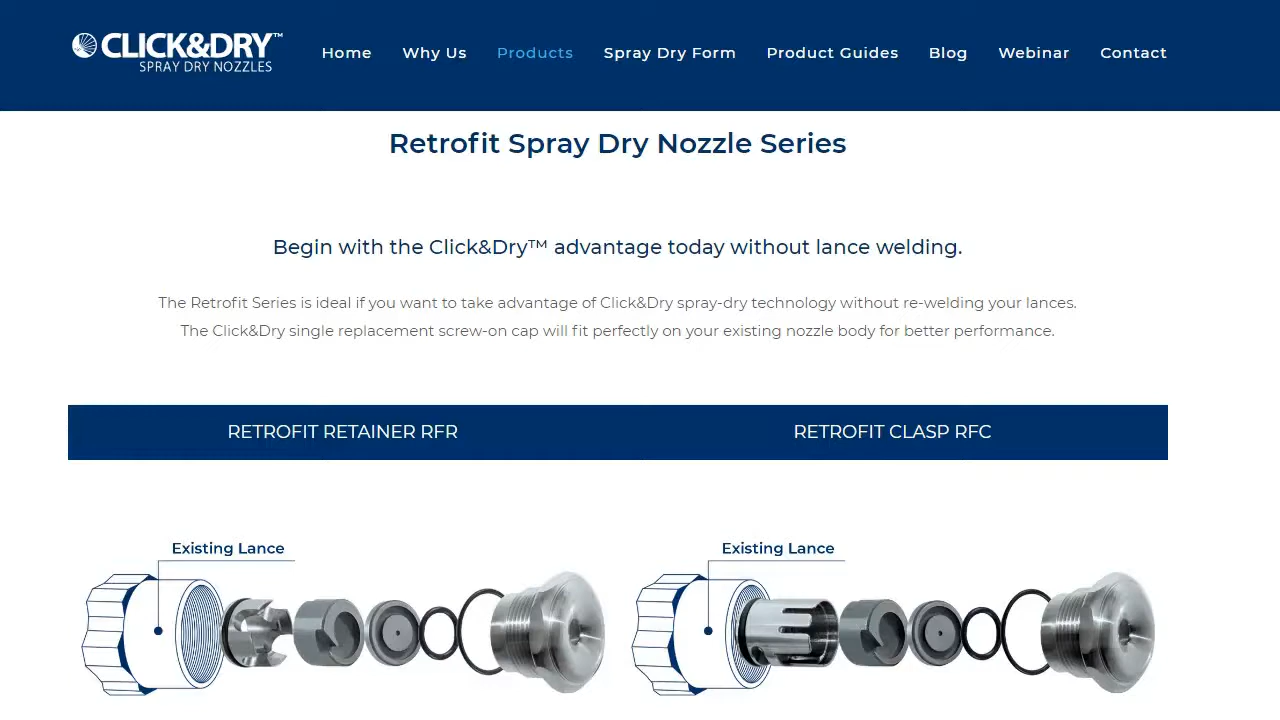 CLICK&DRY™
SPRAY DRY NOZZLES
Home Why Us Products Spray Dry Form Product Guides Blog Webinar Contact
Retrofit Spray Dry Nozzle Series
Begin with the Click&Dry™ advantage today without lance welding.
The Retrofit Series is ideal if you want to take advantage of Click&Dry spray-dry technology without re-welding your lances.
The Click&Dry single replacement screw-on cap will fit perfectly on your existing nozzle body for better performance.
RETROFIT RETAINER RFR RETROFIT CLASP RFC
Existing Lance Existing Lance